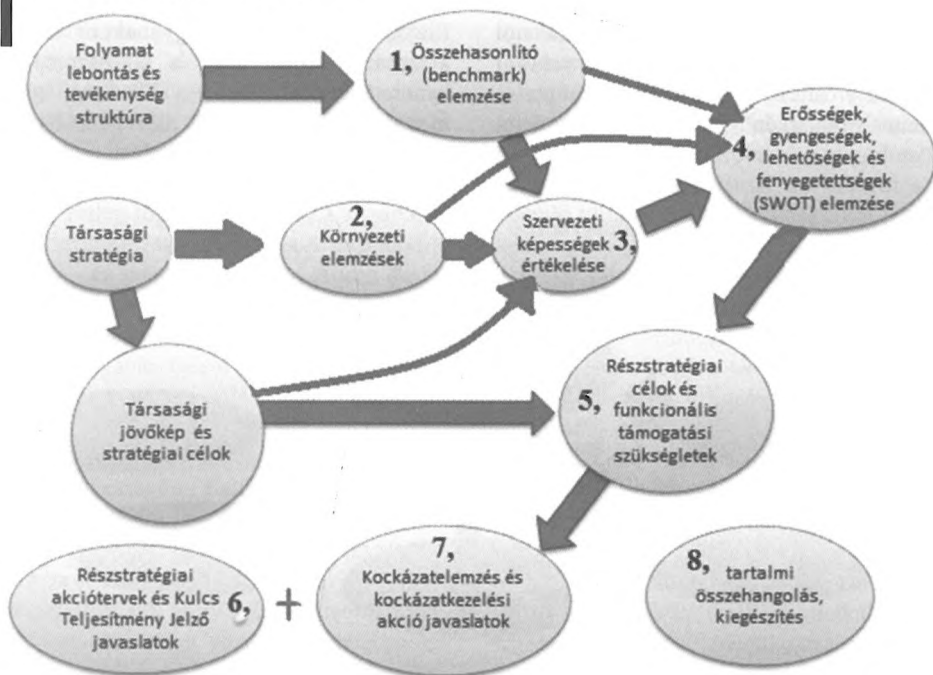 Folyamat
lebontás és
tevékenység
struktúra
1, Összehasonlító
(benchmark)
elemzése
Erősségek,
gyengeségek,
4, lehetőségek és
fenyegetettségek
(SWOT) elemzése
Társasági
stratégia
2,
Környezeti
elemzések
Szervezeti
képességek 3,
értékelése
Társasági
jövőkép és
stratégiai célok
Részstratégiai
célok és
5, funkcionális
támogatási
szükségletek
Részstratégiai
akciótervek és Kulcs 6,
Teljesítmény Jelző
javaslatok
+
7,
Kockázatelemzés és
kockázatkezelési
akció javaslatok
8, tartalmi
összehangolás,
kiegészítés